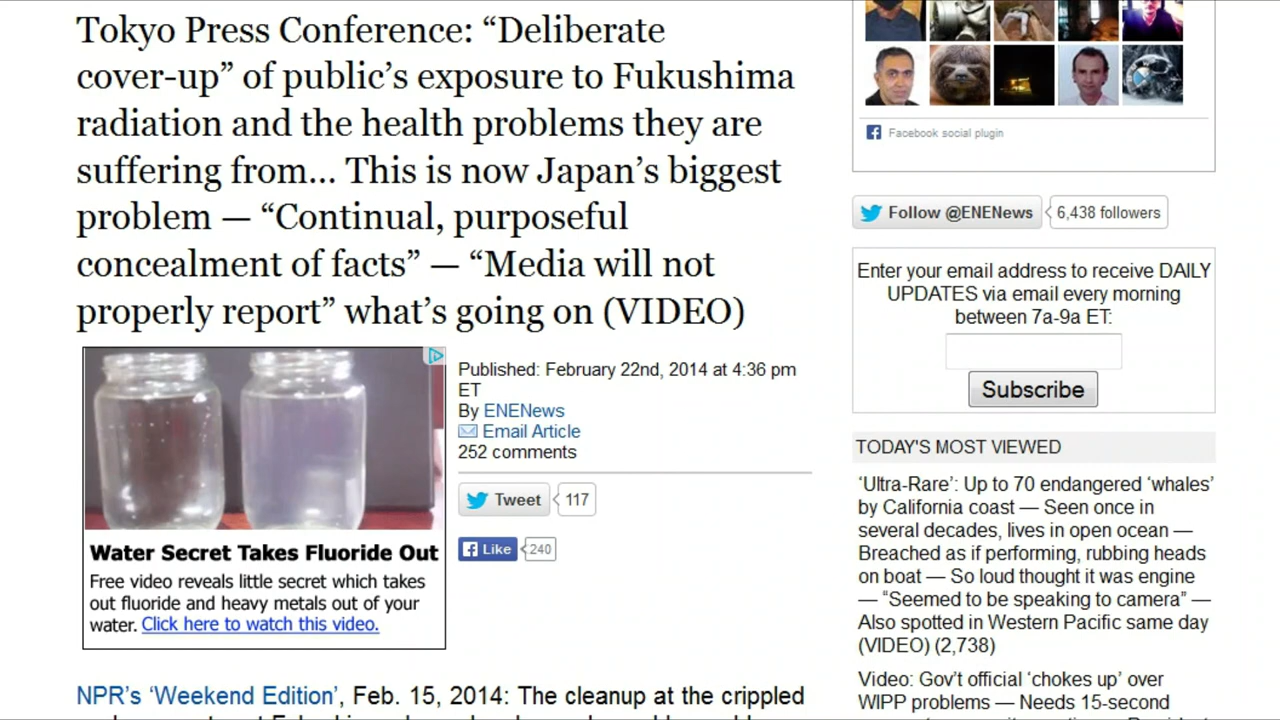 Tokyo Press Conference: “Deliberate
cover-up” of public’s exposure to Fukushima
radiation and the health problems they are
suffering from… This is now Japan’s biggest
problem — “Continual, purposeful
concealment of facts” — “Media will not
properly report” what’s going on (VIDEO)
Water Secret Takes Fluoride Out
Free video reveals little secret which takes
out fluoride and heavy metals out of your
water. Click here to watch this video.
Published: February 22nd, 2014 at 4:36 pm
ET
By ENENews
Email Article
252 comments
Tweet 117
Like 240
NPR’s ‘Weekend Edition’, Feb. 15, 2014: The cleanup at the crippled
Facebook social plugin
Follow @ENENews 6,438 followers
Enter your email address to receive DAILY
UPDATES via email every morning
between 7a-9a ET:
Subscribe
TODAY'S MOST VIEWED
‘Ultra-Rare’: Up to 70 endangered ‘whales’
by California coast — Seen once in
several decades, lives in open ocean —
Breached as if performing, rubbing heads
on boat — So loud thought it was engine
— “Seemed to be speaking to camera” —
Also spotted in Western Pacific same day
(VIDEO) (2,738)
Video: Gov’t official ‘chokes up’ over
WIPP problems — Needs 15-second